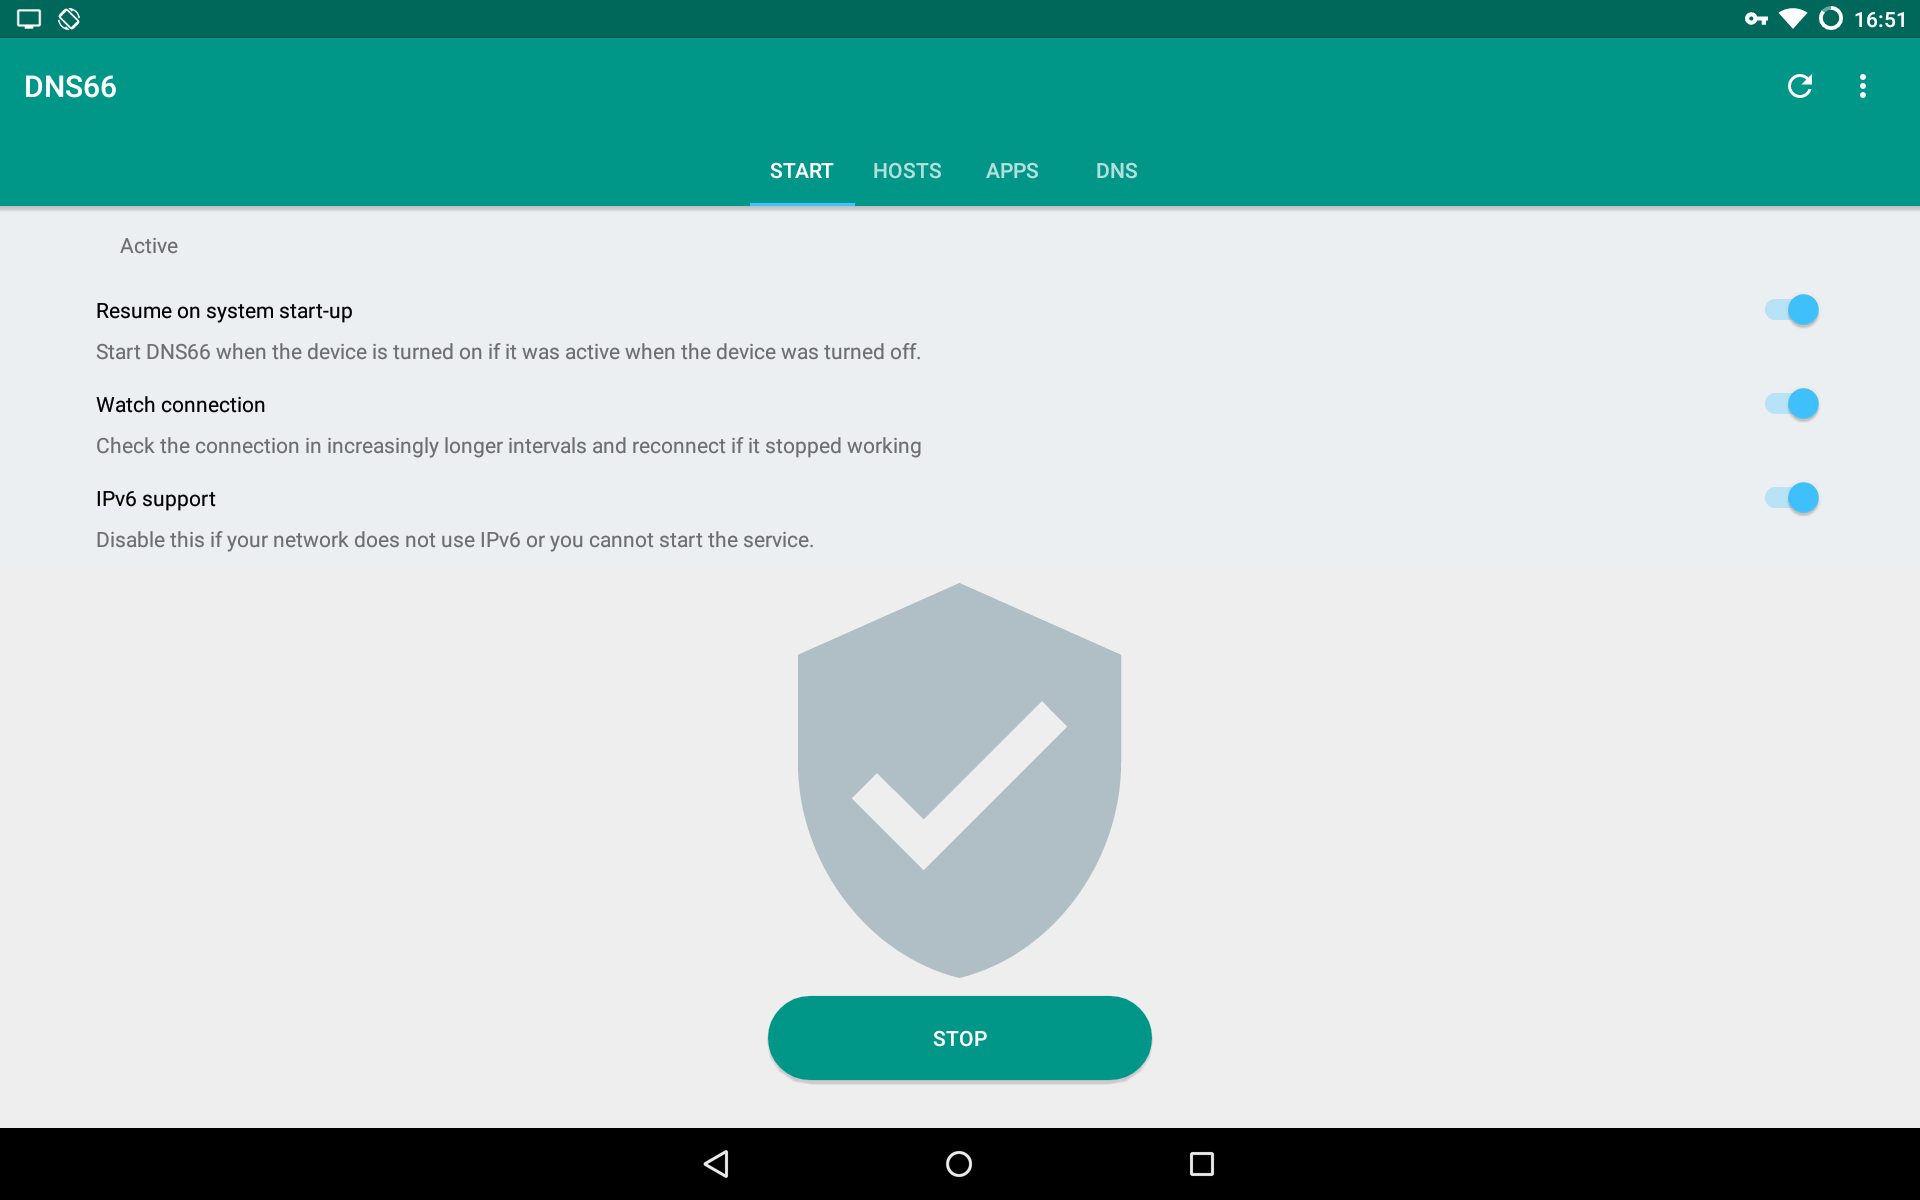 16:51
DNS66
START HOSTS APPS DNS
Active
Resume on system start-up
Start DNS66 when the device is turned on if it was active when the device was turned off.
Watch connection
Check the connection in increasingly longer intervals and reconnect if it stopped working
IPv6 support
Disable this if your network does not use IPv6 or you cannot start the service.
STOP